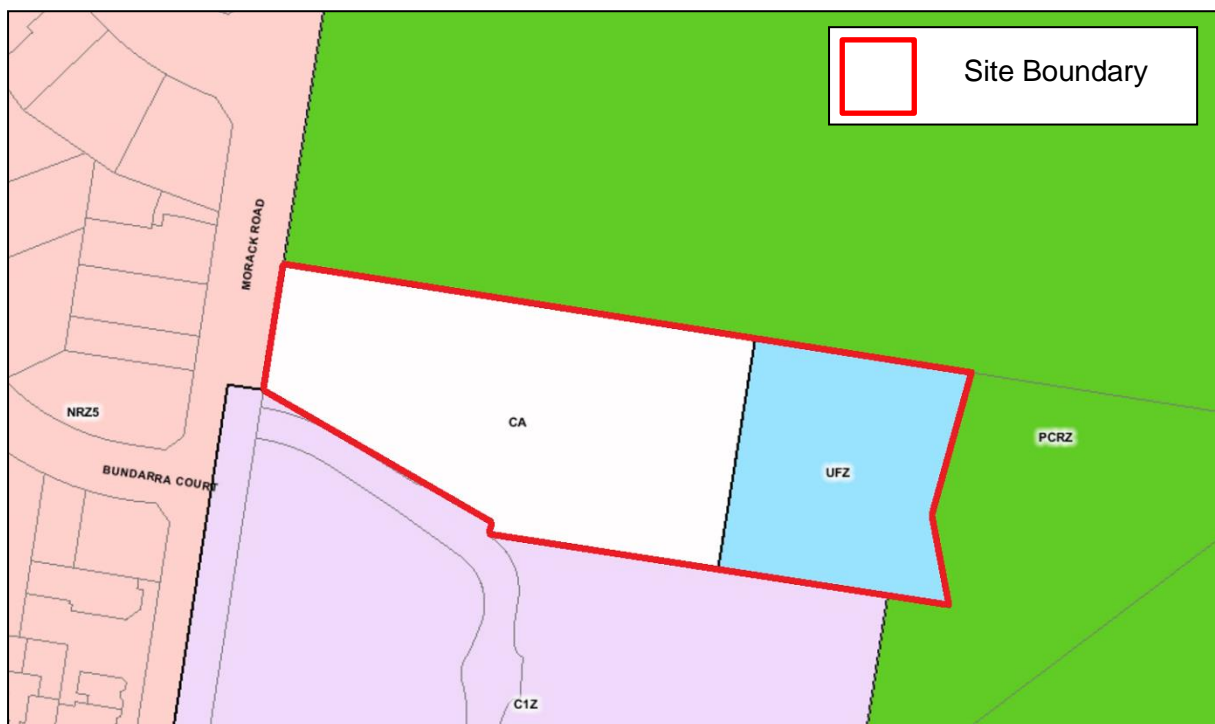 Site Boundary
MORACK ROAD
CA
NRZ5
PCRZ
BUNDARRA COURT
UFZ
C1Z